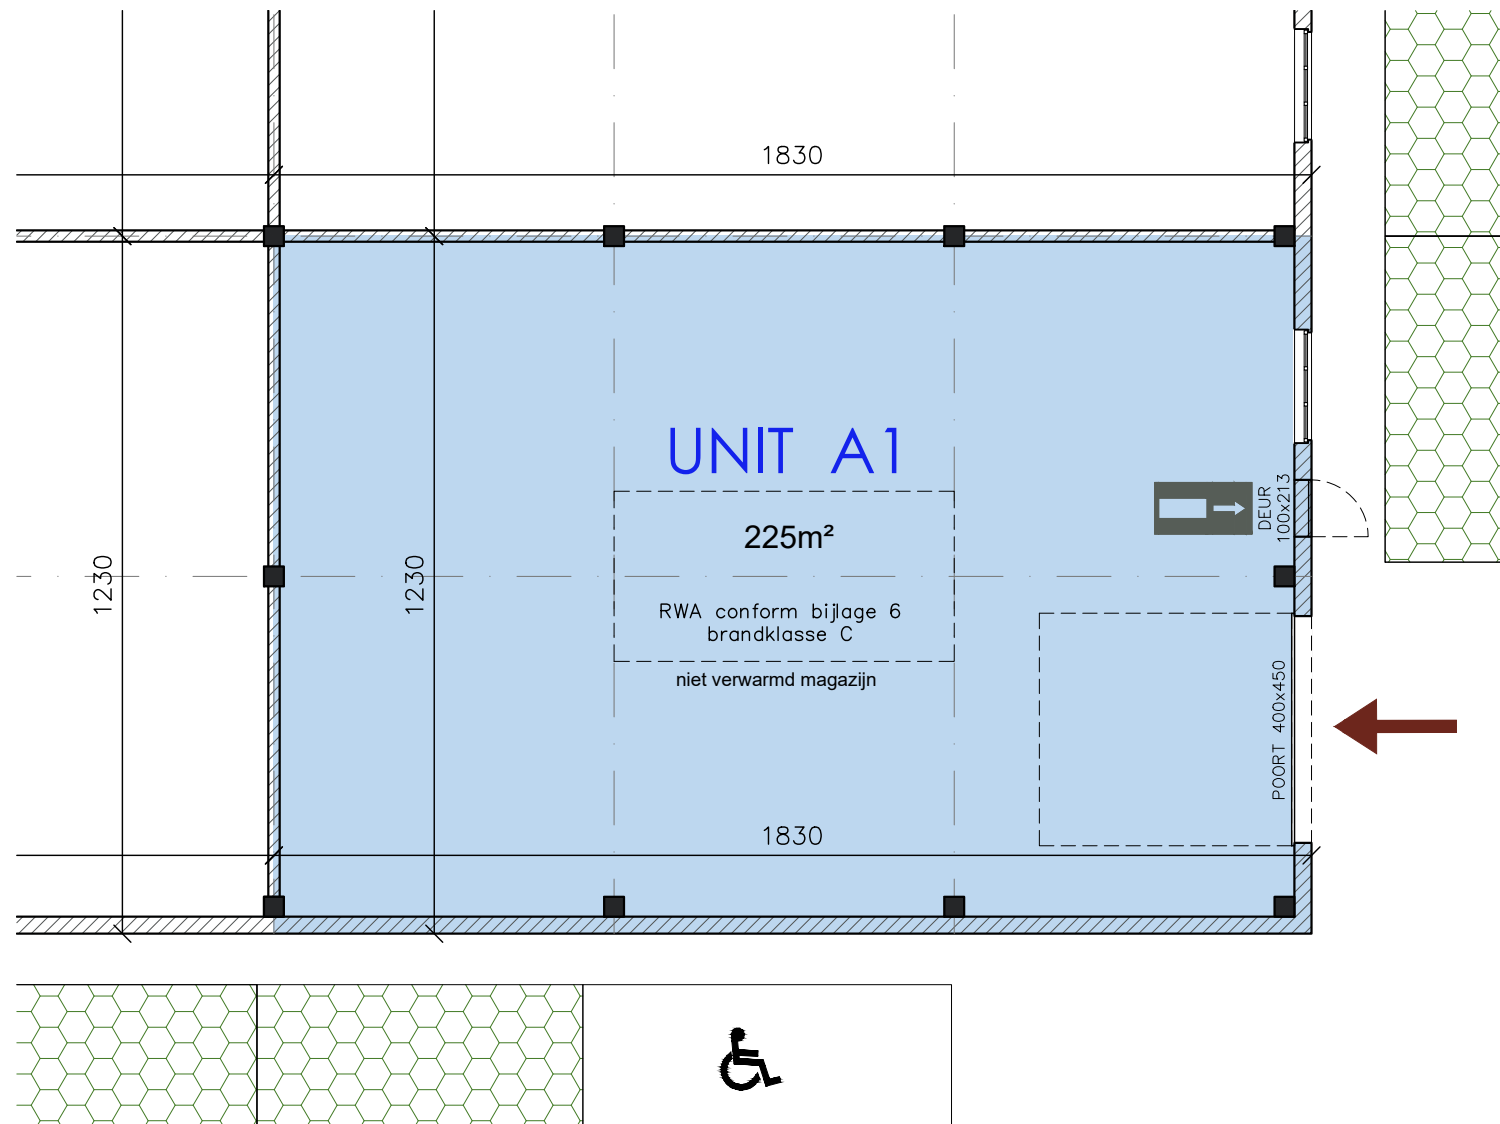 1830
UNIT A1
DEUR
100x213
225m²
1230
1230
RWA conform bijlage 6
brandklasse C
niet verwarmd magazijn
POORT 400x450
1830